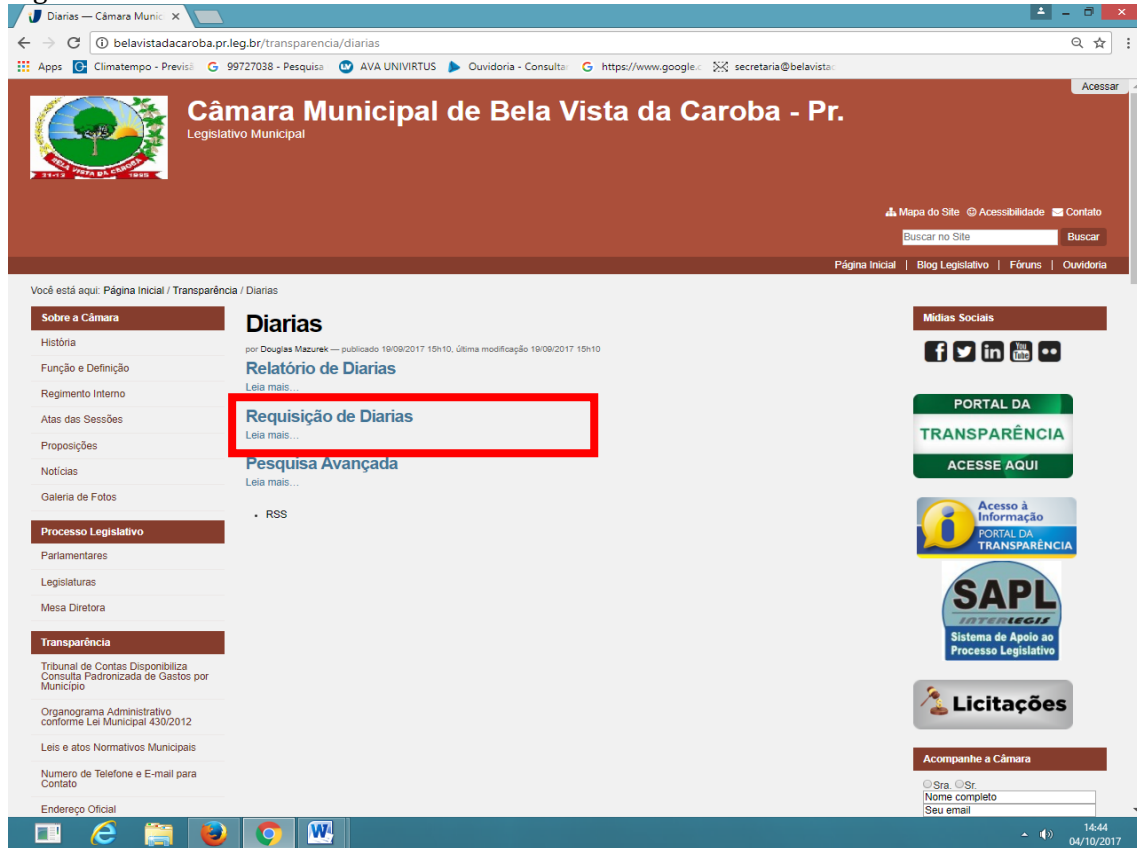 Diarias — Câmara Munic
belavistadacaroba.pr.leg.br/transparencia/diarias
Apps Climatempo - Previsã 99727038 - Pesquisa AVA UNIVIRTUS Ouvidoria - Consulta: https://www.google.c secretaria@belavista:
Acessar
Câmara Municipal de Bela Vista da Caroba - Pr.
Legislativo Municipal
BELA VISTA DA CAROBA
21-12 1995
Mapa do Site Acessibilidade Contato
Buscar no Site Buscar
Página Inicial | Blog Legislativo | Fóruns | Ouvidoria
Você está aqui: Página Inicial / Transparência / Diarias
Sobre a Câmara
História
Função e Definição
Regimento Interno
Atas das Sessões
Proposições
Notícias
Galeria de Fotos
Processo Legislativo
Parlamentares
Legislaturas
Mesa Diretora
Transparência
Tribunal de Contas Disponibiliza
Consulta Padronizada de Gastos por
Município
Organograma Administrativo
conforme Lei Municipal 430/2012
Leis e atos Normativos Municipais
Numero de Telefone e E-mail para
Contato
Endereço Oficial
Diarias
por Douglas Mazurek — publicado 19/09/2017 15h10, última modificação 19/09/2017 15h10
Relatório de Diarias
Leia mais…
Requisição de Diarias
Leia mais…
Pesquisa Avançada
Leia mais…
RSS
Mídias Sociais
You
Tube
PORTAL DA
TRANSPARÊNCIA
ACESSE AQUI
Acesso à
Informação
PORTAL DA
TRANSPARÊNCIA
SAPL
INTERLEGIS
Sistema de Apoio ao
Processo Legislativo
Licitações
Acompanhe a Câmara
Sra. Sr.
Nome completo
Seu email
14:44
04/10/2017